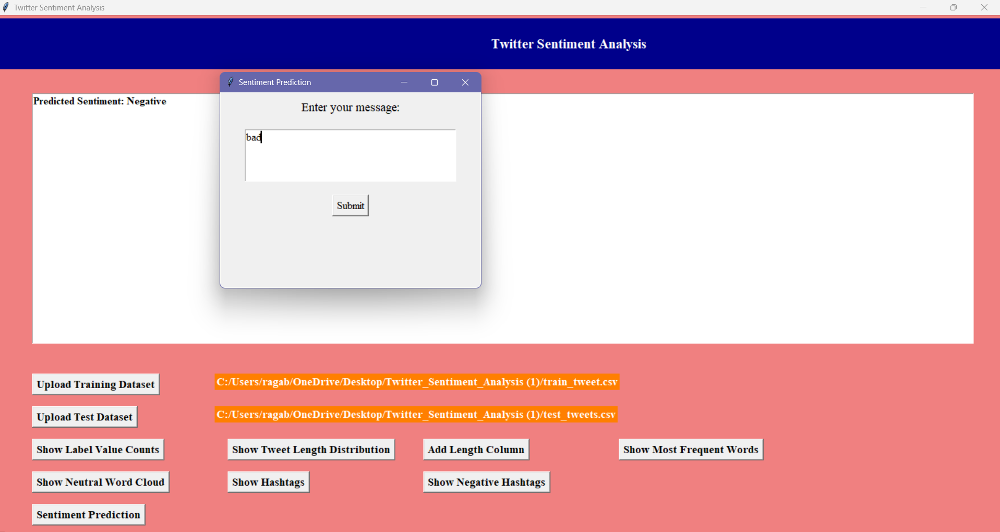 Twitter Sentiment Analysis
Twitter Sentiment Analysis
Sentiment Prediction
Predicted Sentiment: Negative
Enter your message:
bad
Submit
Upload Training Dataset
C:/Users/ragab/OneDrive/Desktop/Twitter_Sentiment_Analysis (1)/train_tweet.csv
Upload Test Dataset
C:/Users/ragab/OneDrive/Desktop/Twitter_Sentiment_Analysis (1)/test_tweets.csv
Show Label Value Counts
Show Tweet Length Distribution
Add Length Column
Show Most Frequent Words
Show Neutral Word Cloud
Show Hashtags
Show Negative Hashtags
Sentiment Prediction